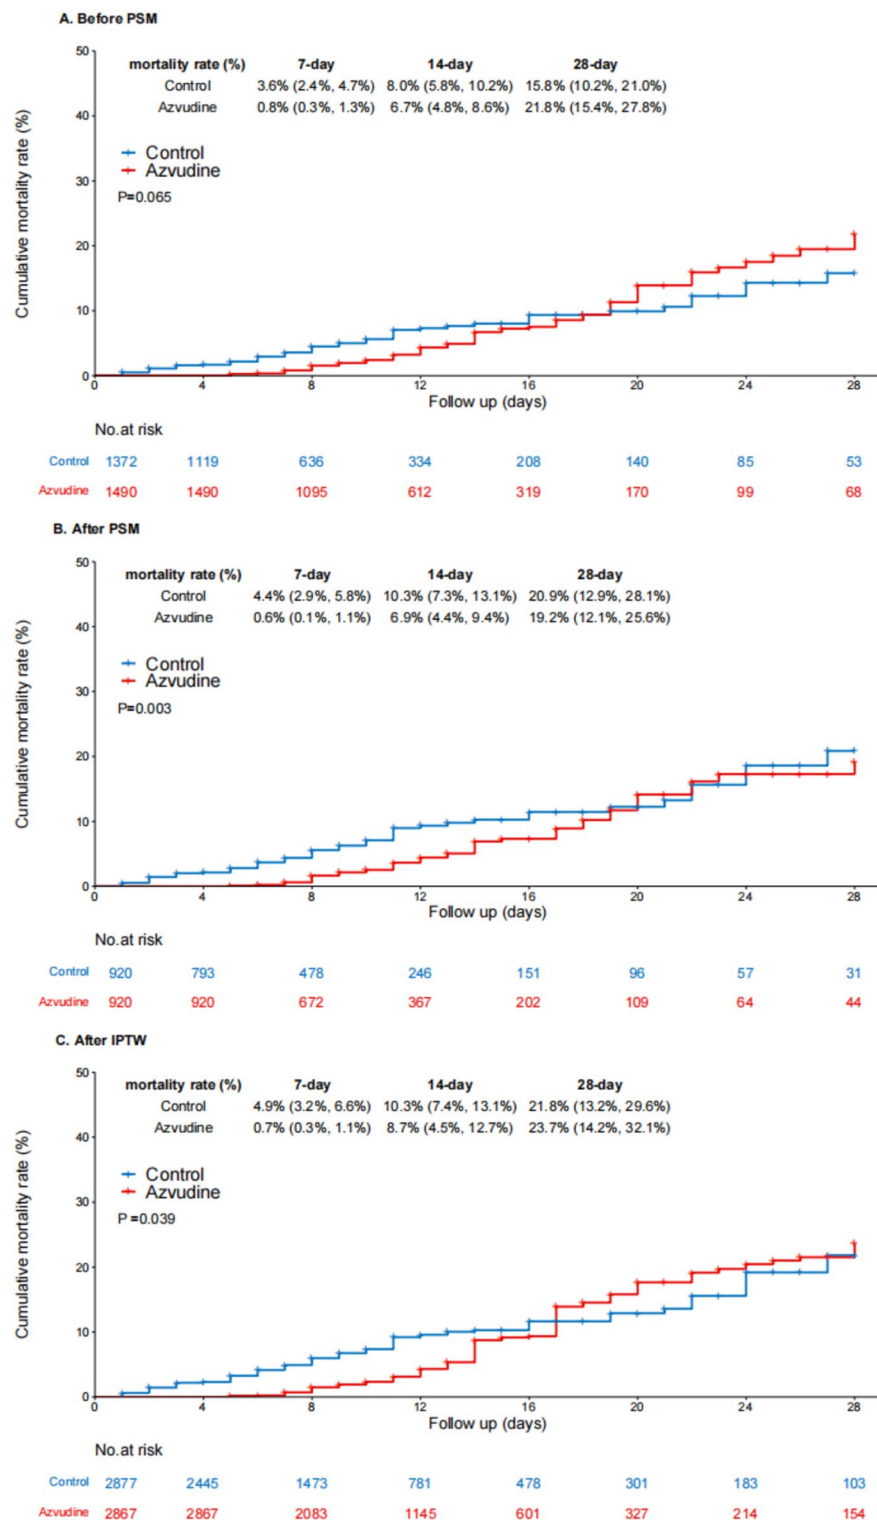 A. Before PSM
50
mortality rate (%) 7-day 14-day 28-day
Control 3.6% (2.4%, 4.7%) 8.0% (5.8%, 10.2%) 15.8% (10.2%, 21.0%)
Azvudine 0.8% (0.3%, 1.3%) 6.7% (4.8%, 8.6%) 21.8% (15.4%, 27.8%)
40
Control
Azvudine
P=0.065
30
20
10
0
Cumulative mortality rate (%)
0 4 8 12 16 20 24 28
Follow up (days)
No.at risk
Control 1372 1119 636 334 208 140 85 53
Azvudine 1490 1490 1095 612 319 170 99 68
B. After PSM
50
mortality rate (%) 7-day 14-day 28-day
Control 4.4% (2.9%, 5.8%) 10.3% (7.3%, 13.1%) 20.9% (12.9%, 28.1%)
Azvudine 0.6% (0.1%, 1.1%) 6.9% (4.4%, 9.4%) 19.2% (12.1%, 25.6%)
40
Control
Azvudine
P=0.003
30
20
10
0
Cumulative mortality rate (%)
0 4 8 12 16 20 24 28
Follow up (days)
No.at risk
Control 920 793 478 246 151 96 57 31
Azvudine 920 920 672 367 202 109 64 44
C. After IPTW
50
mortality rate (%) 7-day 14-day 28-day
Control 4.9% (3.2%, 6.6%) 10.3% (7.4%, 13.1%) 21.8% (13.2%, 29.6%)
Azvudine 0.7% (0.3%, 1.1%) 8.7% (4.5%, 12.7%) 23.7% (14.2%, 32.1%)
40
Control
Azvudine
P =0.039
30
20
10
0
Cumulative mortality rate (%)
0 4 8 12 16 20 24 28
Follow up (days)
No.at risk
Control 2877 2445 1473 781 478 301 183 103
Azvudine 2867 2867 2083 1145 601 327 214 154